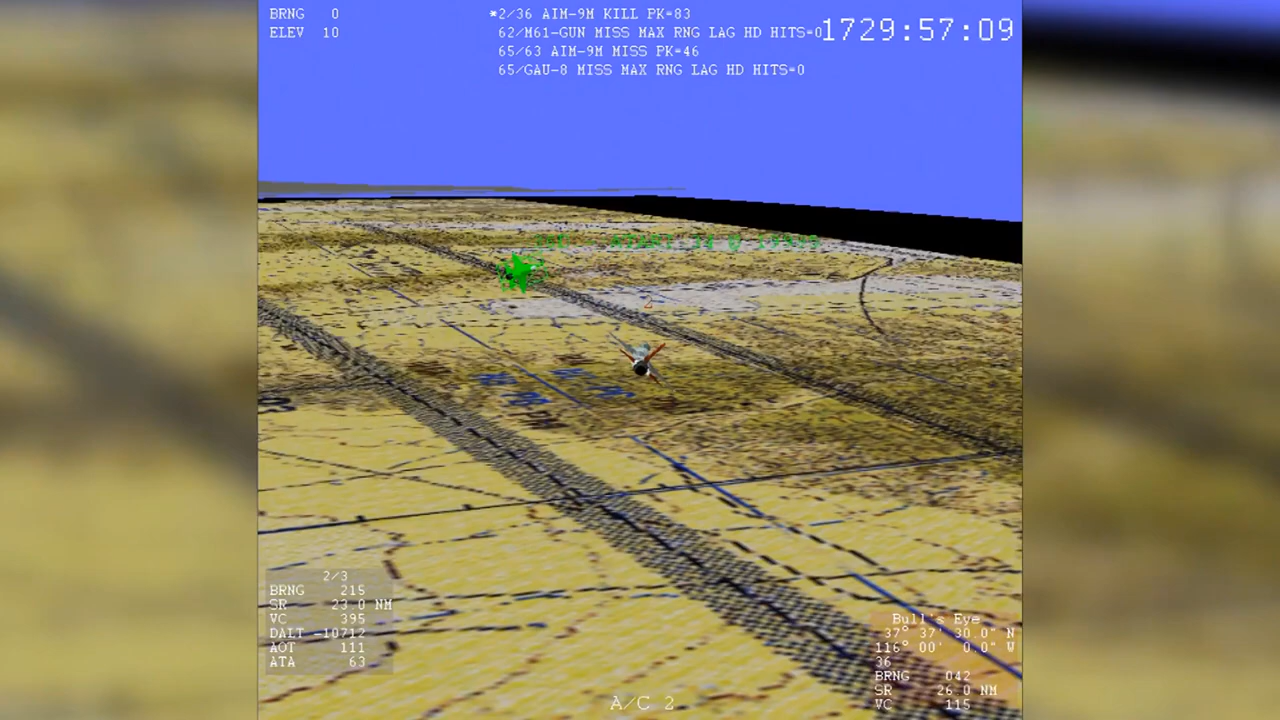 BRNG 0
ELEV 10
*2/36 AIM-9M KILL PK=83
62/M61-GUN MISS MAX RNG LAG HD HITS=0
65/63 AIM-9M MISS PK=46
65/GAU-8 MISS MAX RNG LAG HD HITS=0
1729:57:09
2
2/3
BRNG 215
SR 23.0 NM
VC 395
DALT -10712
AOT 111
ATA 63
Bull's Eye
37° 37' 30.0" N
116° 00' 0.0" W
36
BRNG 042
SR 26.0 NM
VC 115
A/C 2